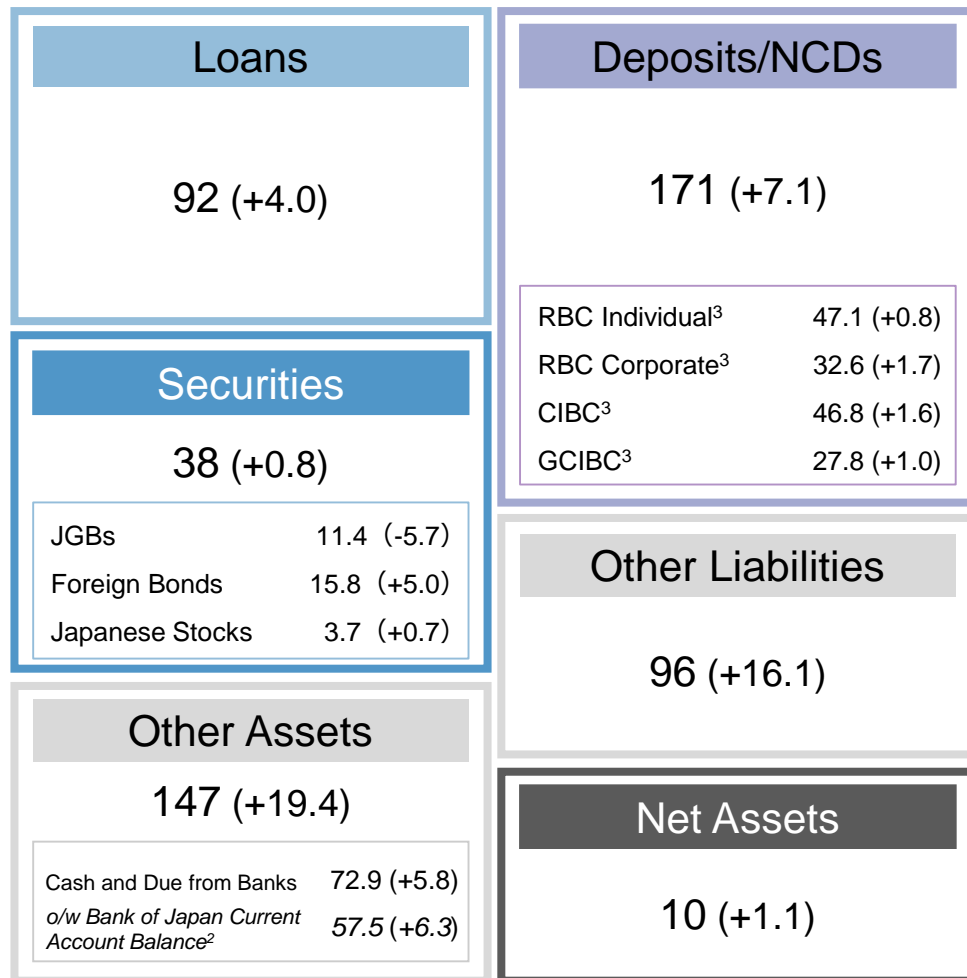 Loans
92 (+4.0)
Securities
38 (+0.8)
JGBs 11.4 (-5.7)
Foreign Bonds 15.8 (+5.0)
Japanese Stocks 3.7 (+0.7)
Other Assets
147 (+19.4)
Cash and Due from Banks 72.9 (+5.8)
o/w Bank of Japan Current
Account Balance² 57.5 (+6.3)
Deposits/NCDs
171 (+7.1)
RBC Individual³ 47.1 (+0.8)
RBC Corporate³ 32.6 (+1.7)
CIBC³ 46.8 (+1.6)
GCIBC³ 27.8 (+1.0)
Other Liabilities
96 (+16.1)
Net Assets
10 (+1.1)